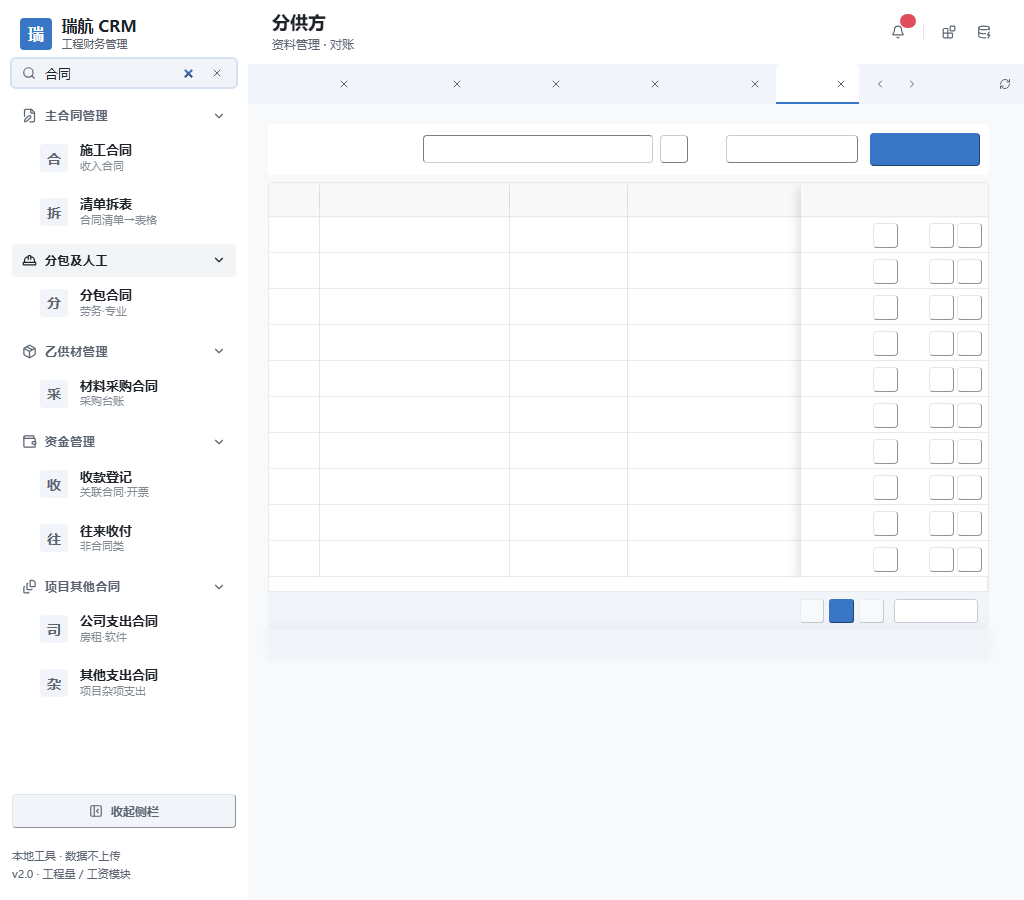 瑞
瑞航 CRM
工程财务管理
合同
主合同管理
合
施工合同
收入合同
拆
清单拆表
合同清单→表格
分包及人工
分
分包合同
劳务·专业
乙供材管理
采
材料采购合同
采购台账
资金管理
收
收款登记
关联合同·开票
往
往来收付
非合同类
项目其他合同
司
公司支出合同
房租·软件
杂
其他支出合同
项目杂项支出
收起侧栏
本地工具 · 数据不上传
v2.0 · 工程量 / 工资模块
分供方
资料管理 · 对账